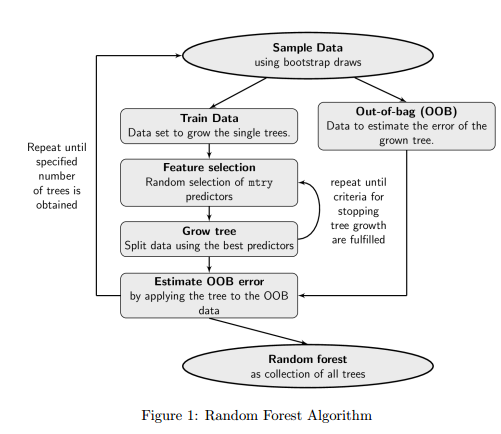 Sample Data
using bootstrap draws
Train Data
Data set to grow the single trees.
Out-of-bag (OOB)
Data to estimate the error of the
grown tree.
Repeat until
specified
number
of trees is
obtained
Feature selection
Random selection of mtry
predictors
repeat until
criteria for
stopping
tree growth
are fulfilled
Grow tree
Split data using the best predictors
Estimate OOB error
by applying the tree to the OOB
data
Random forest
as collection of all trees
Figure 1: Random Forest Algorithm